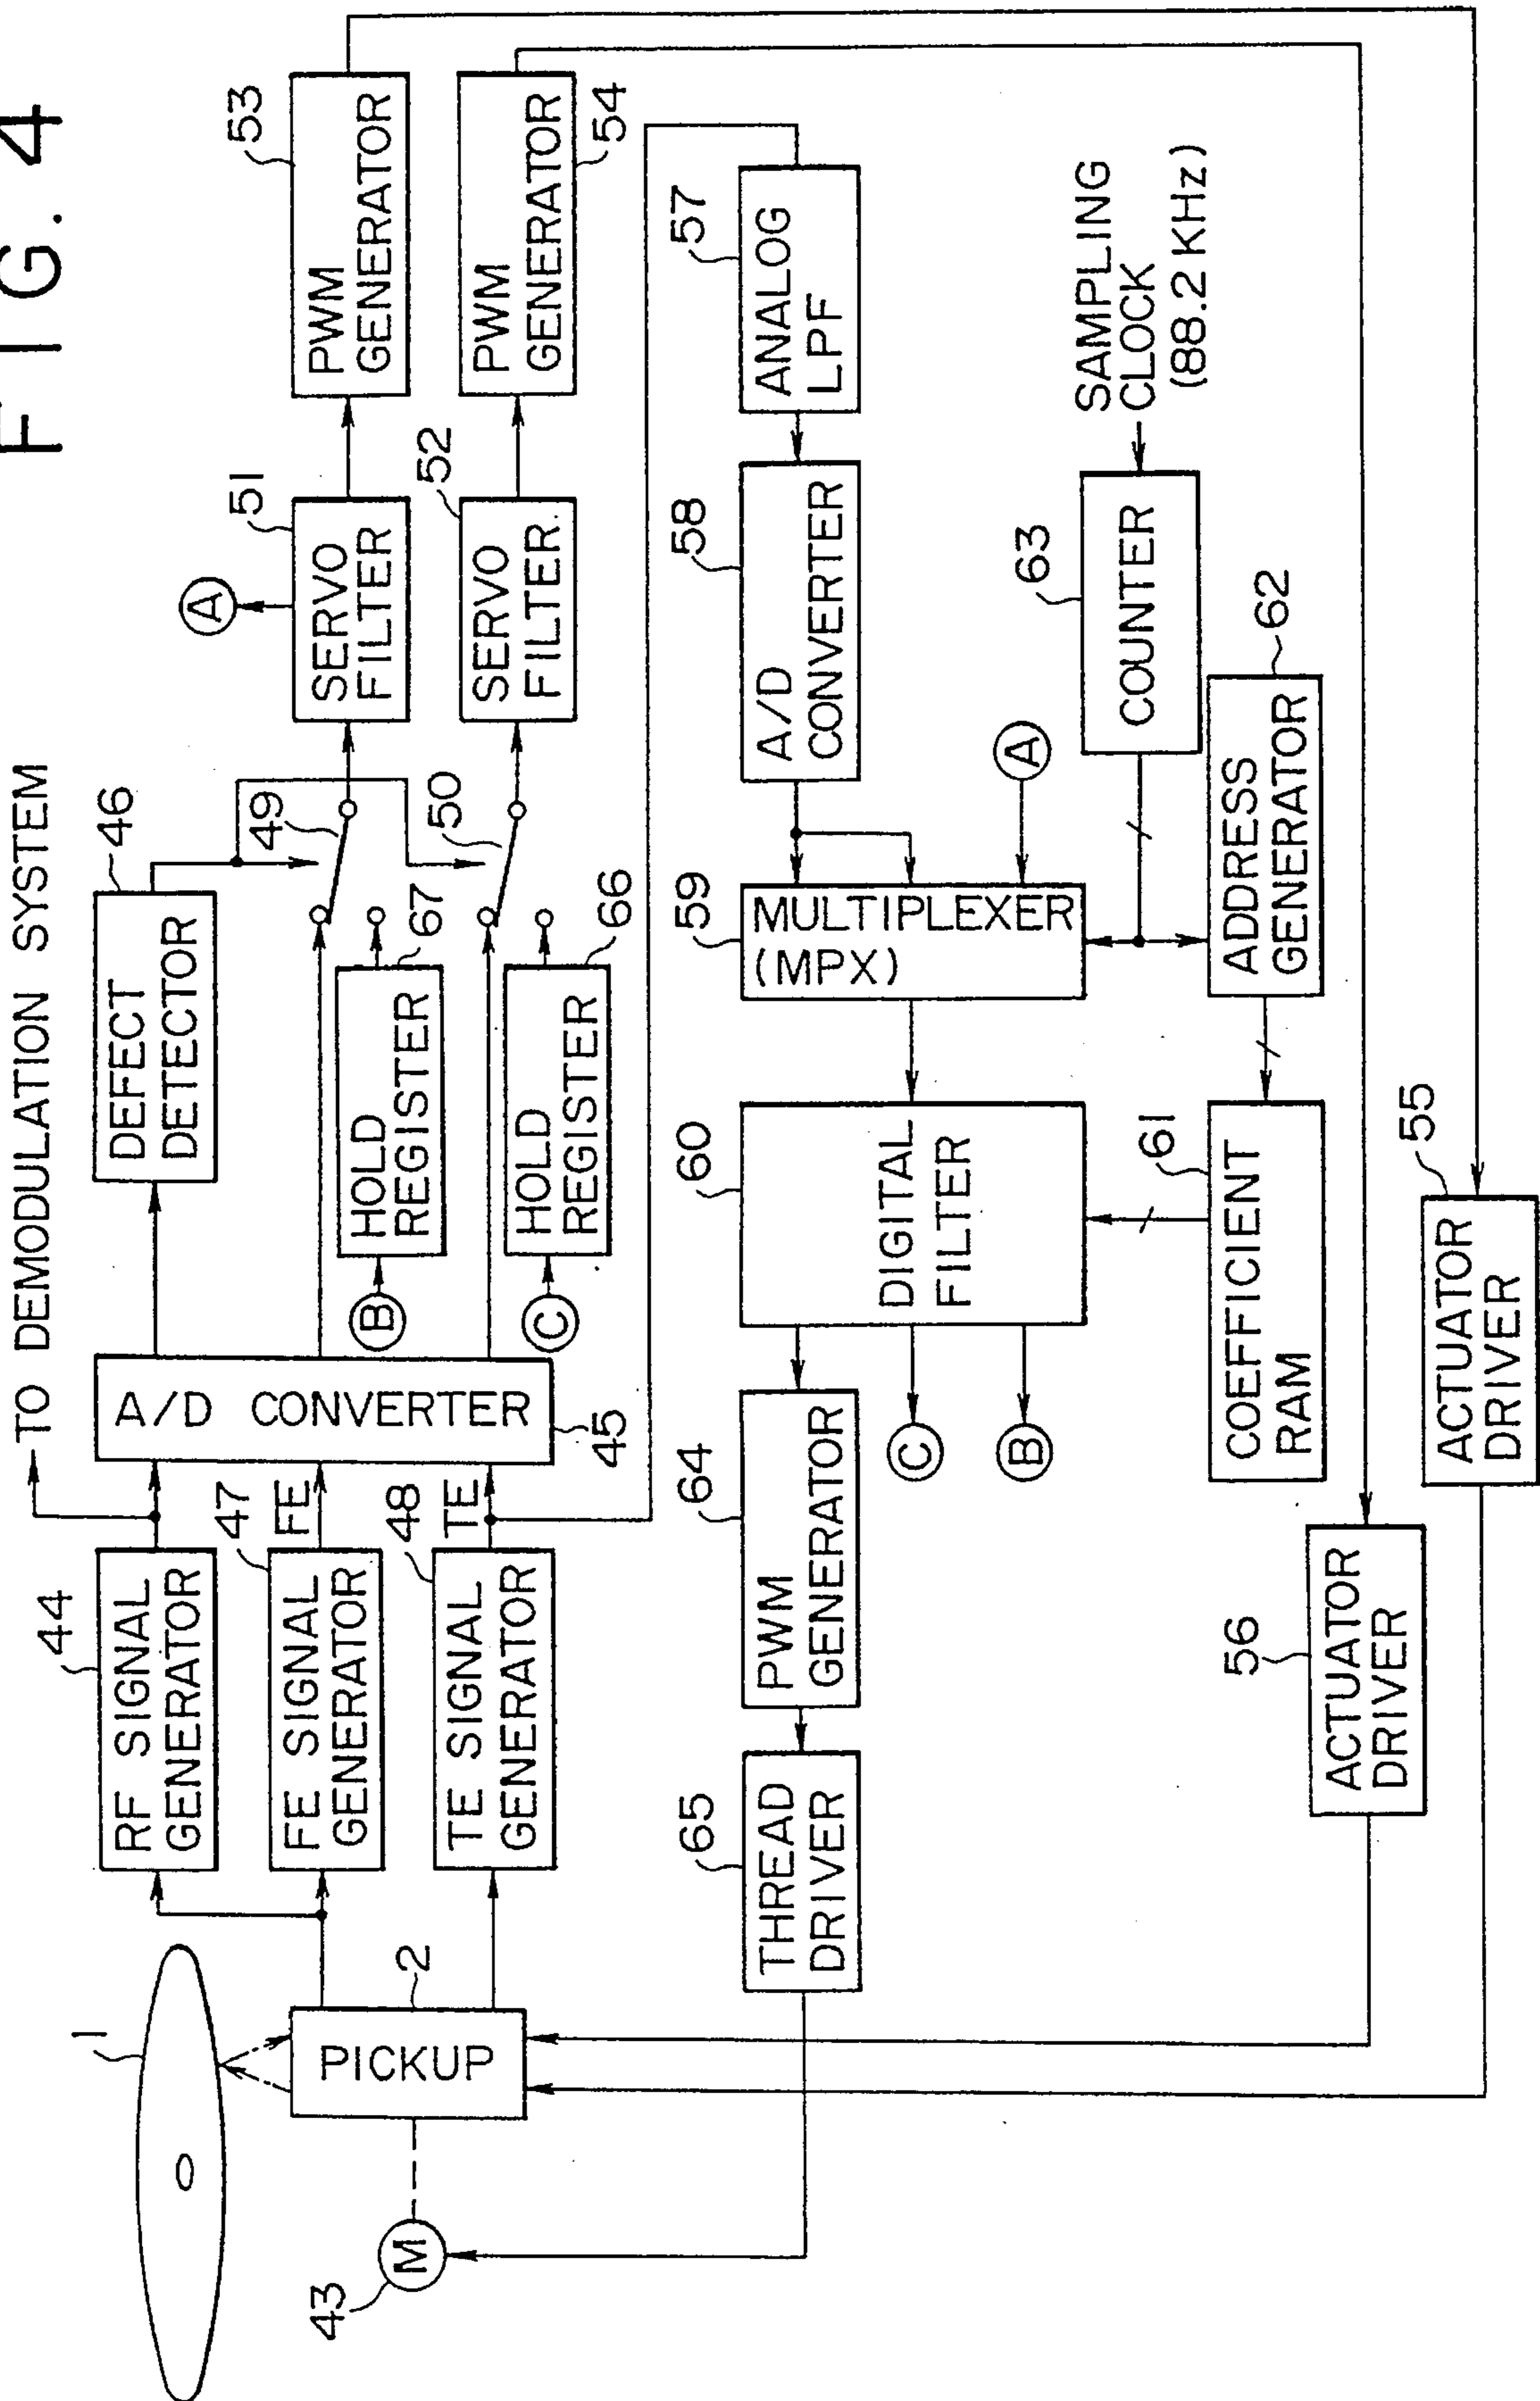 FIG. 4
TO DEMODULATION SYSTEM
1
2
PICKUP
43
M
44
RF SIGNAL
GENERATOR
47
FE SIGNAL
GENERATOR
FE
48
TE SIGNAL
GENERATOR
TE
A/D CONVERTER
45
46
DEFECT
DETECTOR
B
HOLD
REGISTER
67
C
HOLD
REGISTER
66
49
50
A
51
SERVO
FILTER
52
SERVO
FILTER
53
PWM
GENERATOR
PWM
GENERATOR
54
65
THREAD
DRIVER
64
PWM
GENERATOR
C
B
60
DIGITAL
FILTER
59
MULTIPLEXER
(MPX)
A
58
A/D
CONVERTER
57
ANALOG
LPF
61
COEFFICIENT
RAM
ADDRESS
GENERATOR
62
63
COUNTER
SAMPLING
CLOCK
(88.2 KHz)
56
ACTUATOR
DRIVER
55
ACTUATOR
DRIVER